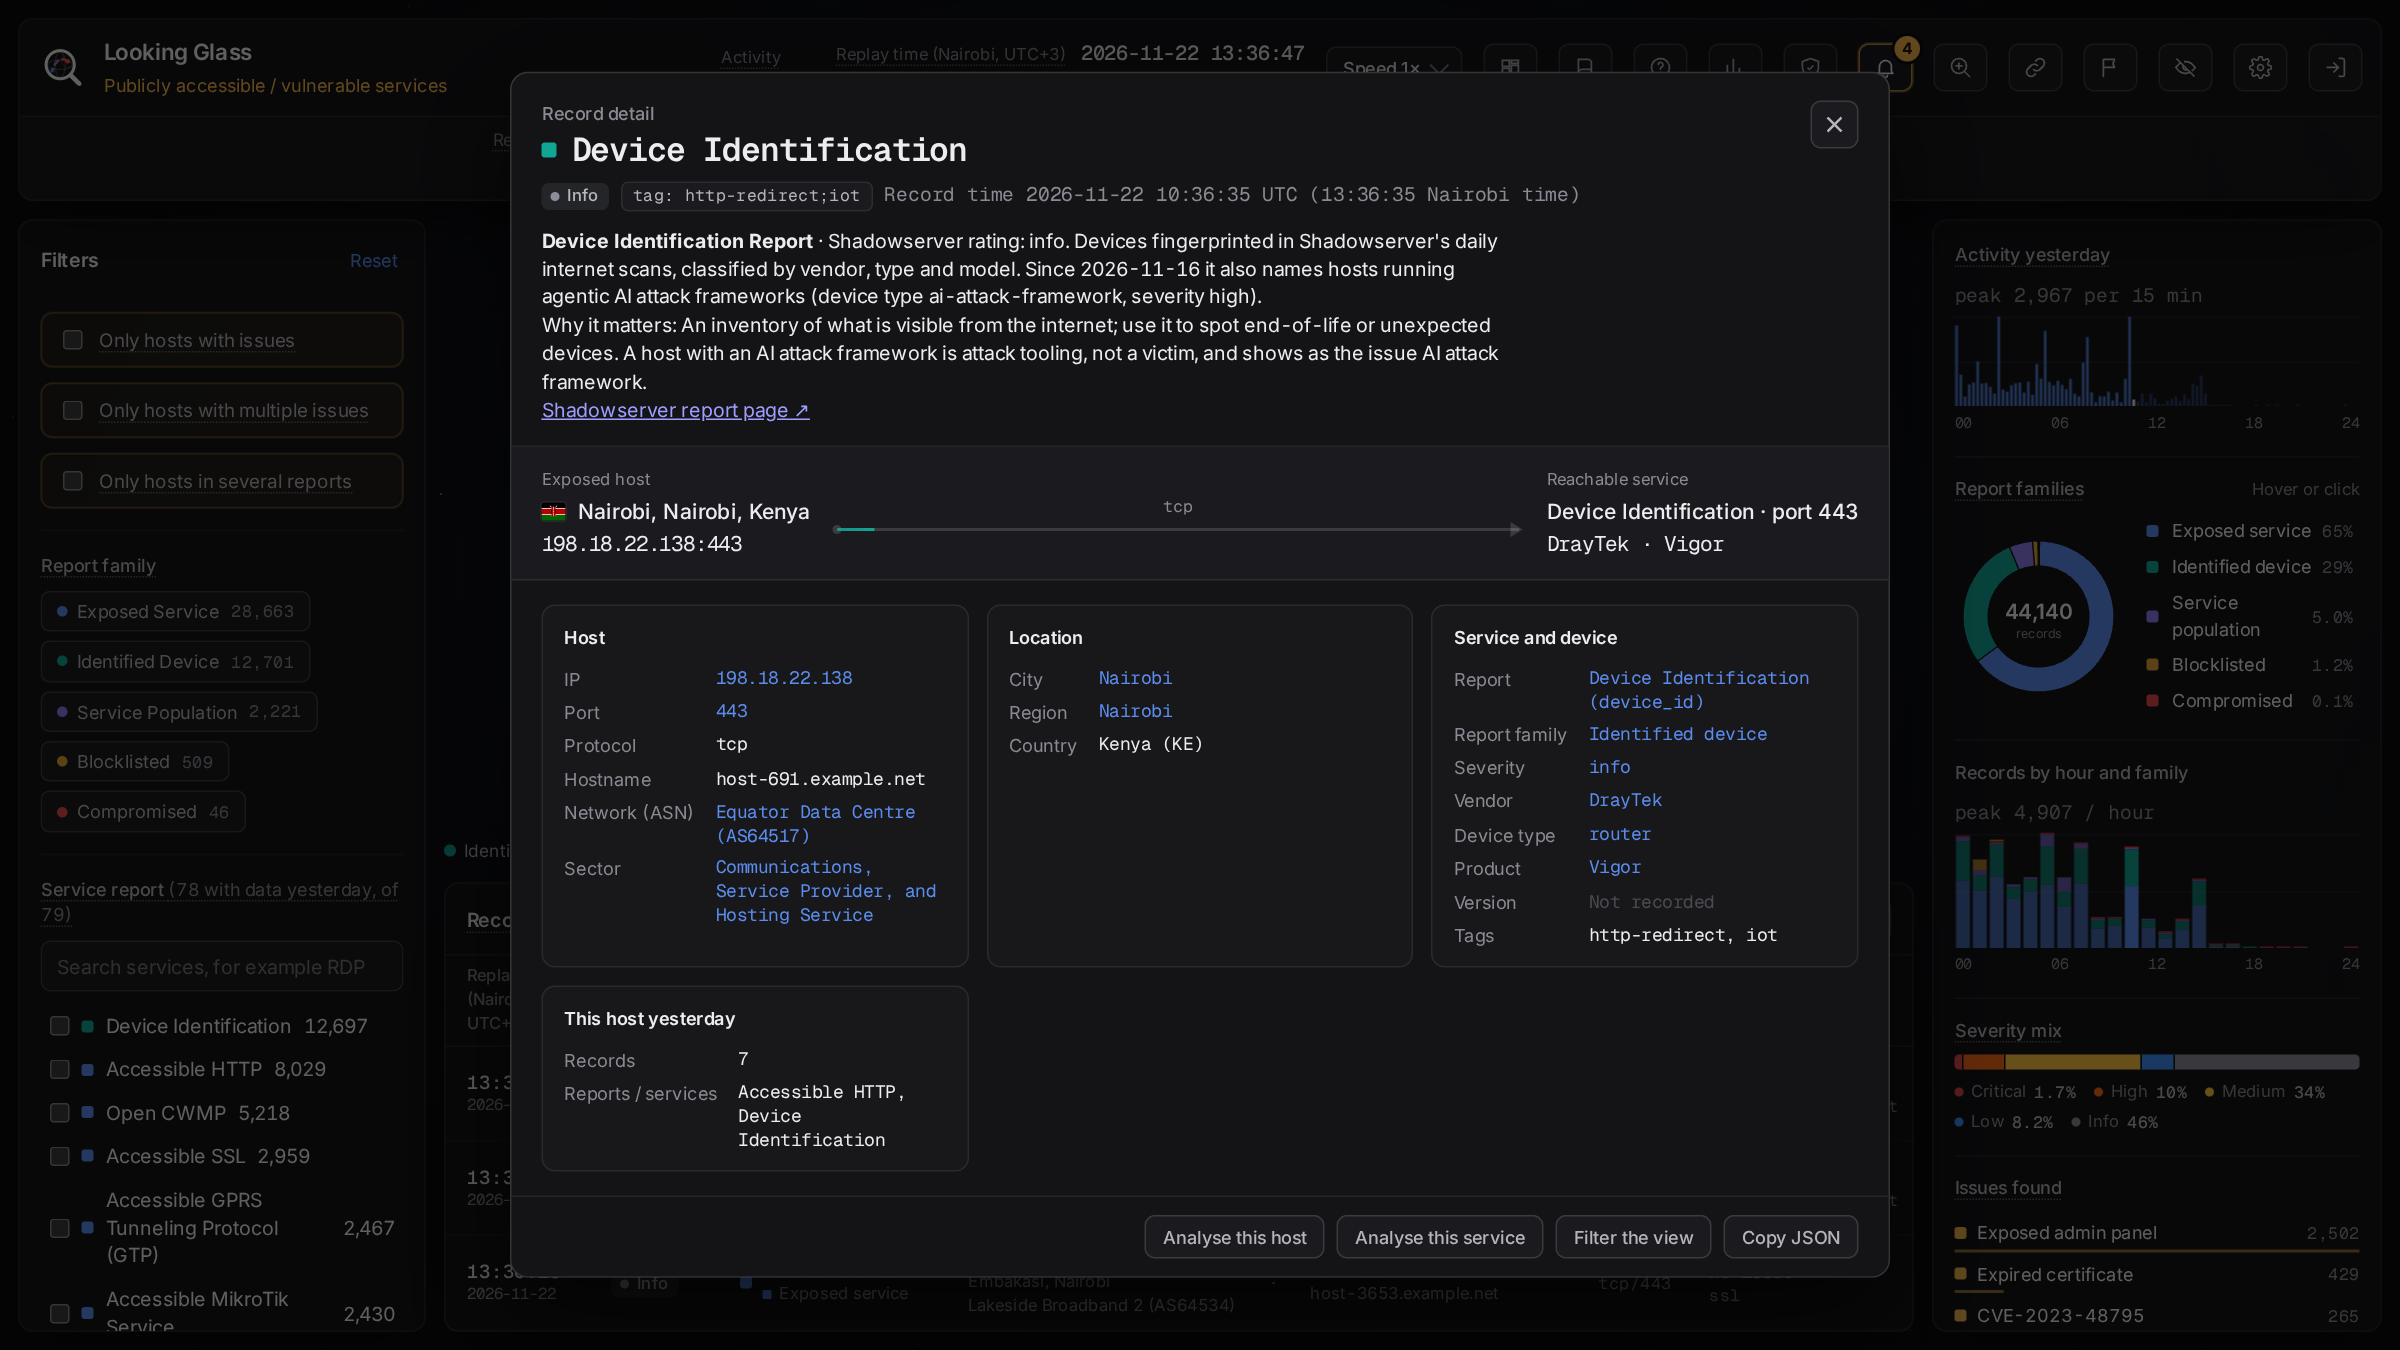 Looking Glass
Publicly accessible / vulnerable services
Activity
Replay time (Nairobi, UTC+3) 2026-11-22 13:36:47
Speed 1×
4
Record detail
Device Identification
Info
tag: http-redirect;iot
Record time 2026-11-22 10:36:35 UTC (13:36:35 Nairobi time)
Device Identification Report · Shadowserver rating: info. Devices fingerprinted in Shadowserver's daily
internet scans, classified by vendor, type and model. Since 2026-11-16 it also names hosts running
agentic AI attack frameworks (device type ai-attack-framework, severity high).
Why it matters: An inventory of what is visible from the internet; use it to spot end-of-life or unexpected
devices. A host with an AI attack framework is attack tooling, not a victim, and shows as the issue AI attack
framework.
Shadowserver report page ↗
Exposed host
Nairobi, Nairobi, Kenya
198.18.22.138:443
tcp
Reachable service
Device Identification · port 443
DrayTek · Vigor
Host
IP 198.18.22.138
Port 443
Protocol tcp
Hostname host-691.example.net
Network (ASN) Equator Data Centre
(AS64517)
Sector Communications,
Service Provider, and
Hosting Service
Location
City Nairobi
Region Nairobi
Country Kenya (KE)
Service and device
Report Device Identification
(device_id)
Report family Identified device
Severity info
Vendor DrayTek
Device type router
Product Vigor
Version Not recorded
Tags http-redirect, iot
This host yesterday
Records 7
Reports / services Accessible HTTP,
Device
Identification
Analyse this host
Analyse this service
Filter the view
Copy JSON
Filters
Reset
Only hosts with issues
Only hosts with multiple issues
Only hosts in several reports
Report family
Exposed Service 28,663
Identified Device 12,701
Service Population 2,221
Blocklisted 509
Compromised 46
Service report (78 with data yesterday, of
79)
Search services, for example RDP
Device Identification 12,697
Accessible HTTP 8,029
Open CWMP 5,218
Accessible SSL 2,959
Accessible GPRS
Tunneling Protocol
(GTP)
2,467
Accessible MikroTik
Service
2,430
2026-11-22
Info
Exposed service
Embakasi, Nairobi
Lakeside Broadband 2 (AS64534)
host-3653.example.net
tcp/443
ssl
Activity yesterday
peak 2,967 per 15 min
00 06 12 18 24
Report families
Hover or click
44,140
records
Exposed service 65%
Identified device 29%
Service
population
5.0%
Blocklisted 1.2%
Compromised 0.1%
Records by hour and family
peak 4,907 / hour
00 06 12 18 24
Severity mix
Critical 1.7% High 10% Medium 34%
Low 8.2% Info 46%
Issues found
Exposed admin panel 2,502
Expired certificate 429
CVE-2023-48795 265